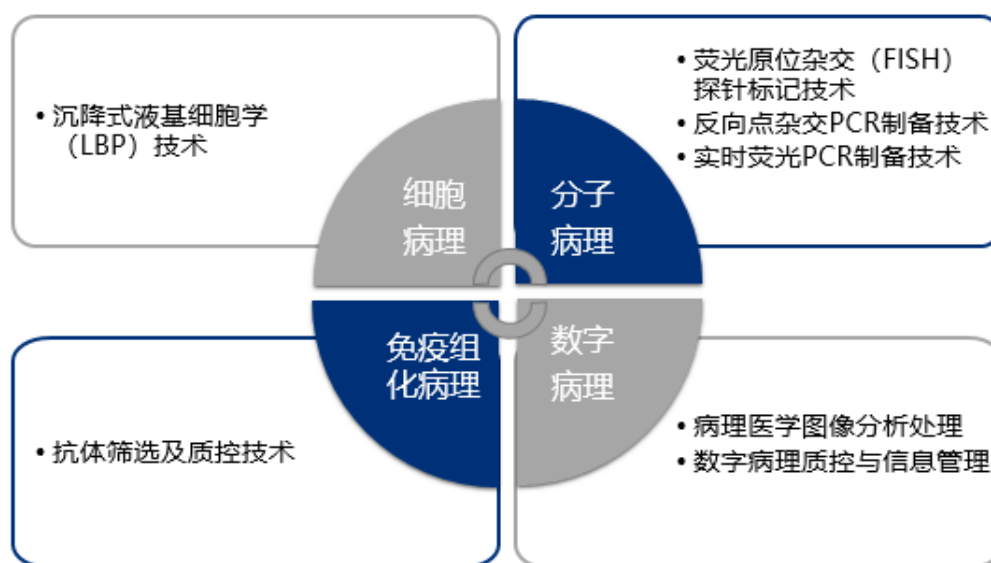 • 沉降式液基细胞学
（LBP）技术
细胞
病理
• 荧光原位杂交（FISH）
探针标记技术
• 反向点杂交PCR制备技术
• 实时荧光PCR制备技术
分子
病理
免疫组
化病理
• 抗体筛选及质控技术
数字
病理
• 病理医学图像分析处理
• 数字病理质控与信息管理